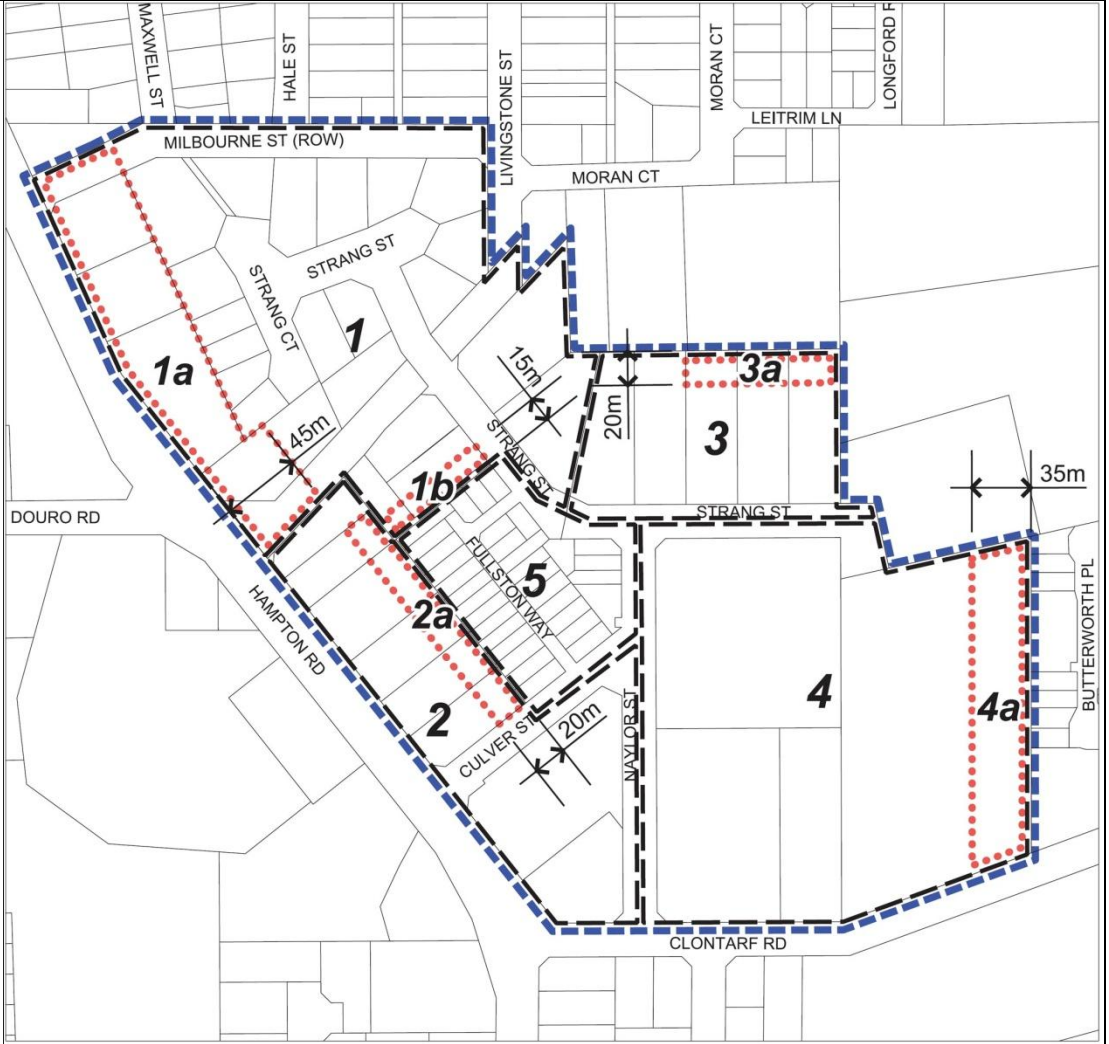 MAXWELL ST
HALE ST
LIVINGSTONE ST
MORAN CT
LONGFORD R
LEITRIM LN
MILBOURNE ST (ROW)
MORAN CT
STRANG ST
STRANG CT
1
1a
15m
3a
20m
3
45m
STRANG ST
1b
35m
DOURO RD
STRANG ST
FULLSTON WAY
5
HAMPTON RD
2a
BUTTERWORTH PL
4
4a
2
NAYLOR ST
CULVER ST
20m
CLONTARF RD